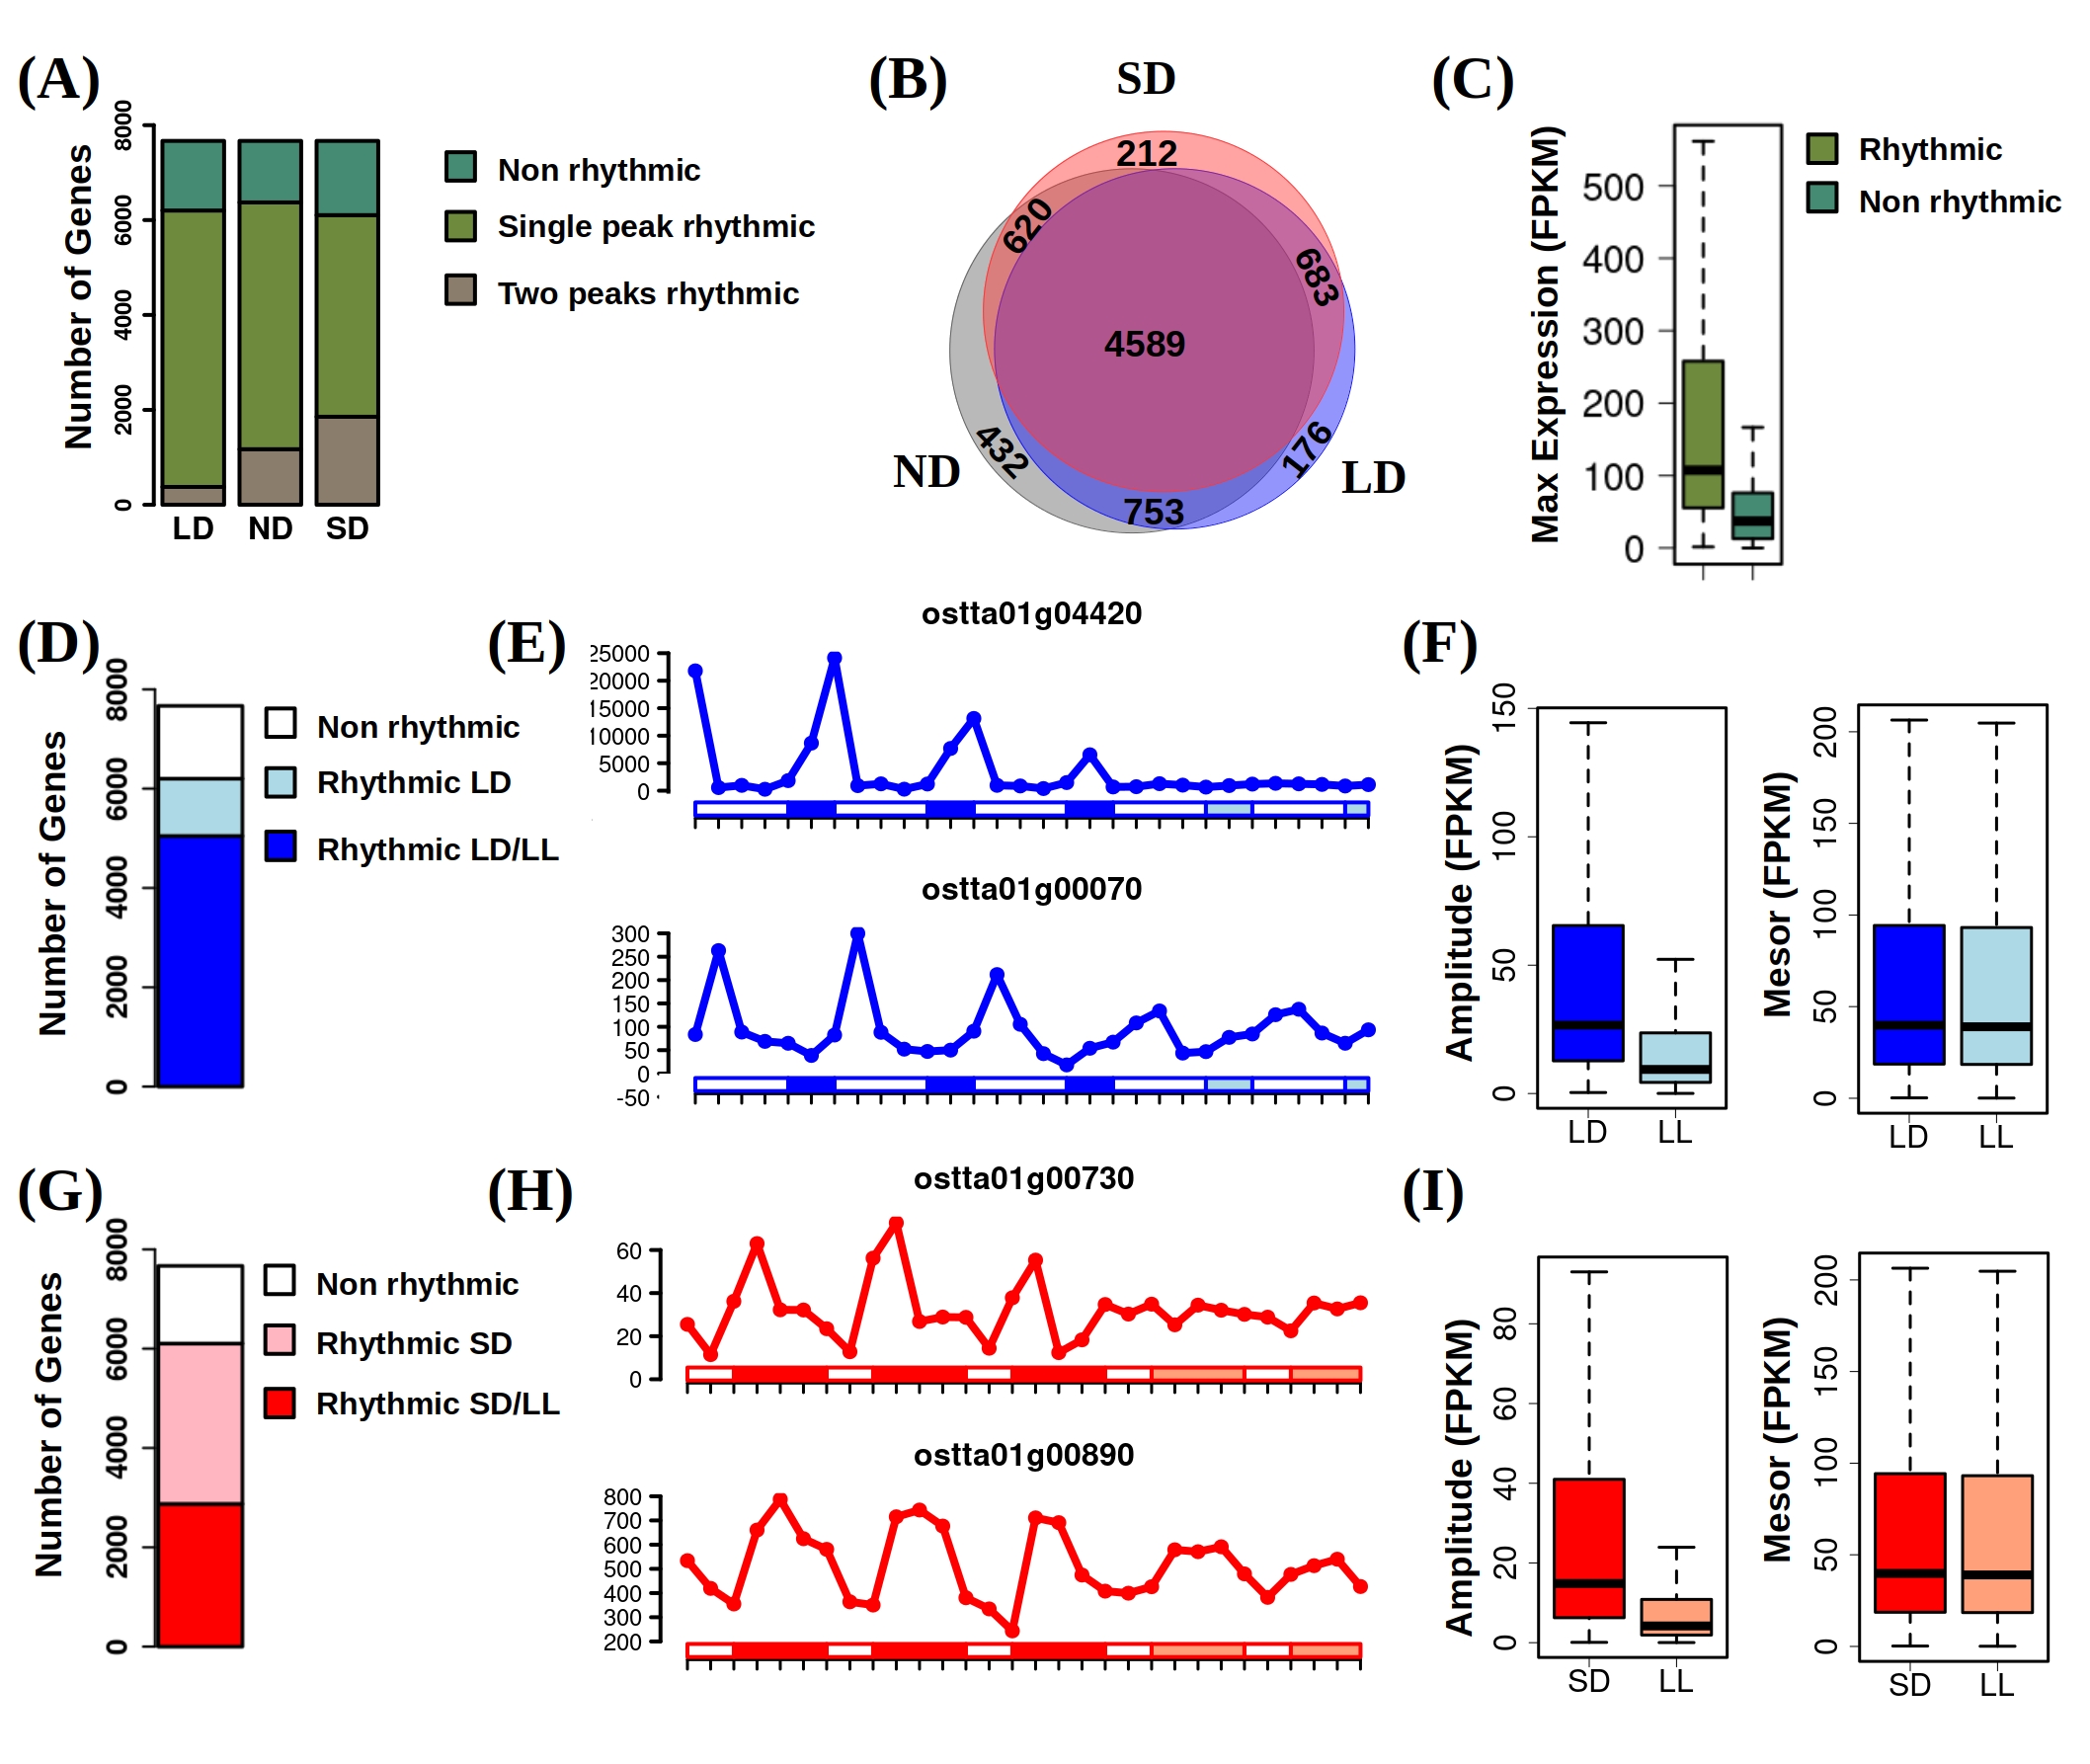 (A)
Number of Genes
8000
6000
4000
2000
0
LD
ND
SD
Non rhythmic
Single peak rhythmic
Two peaks rhythmic
(B)
SD
ND
LD
212
620
683
4589
432
176
753
(C)
Max Expression (FPKM)
500
400
300
200
100
0
Rhythmic
Non rhythmic
(D)
Number of Genes
8000
6000
4000
2000
0
Non rhythmic
Rhythmic LD
Rhythmic LD/LL
(E)
ostta01g04420
25000
20000
15000
10000
5000
0
ostta01g00070
300
250
200
150
100
50
0
-50
(F)
Amplitude (FPKM)
150
100
50
0
LD
LL
Mesor (FPKM)
200
150
100
50
0
LD
LL
(G)
Number of Genes
8000
6000
4000
2000
0
Non rhythmic
Rhythmic SD
Rhythmic SD/LL
(H)
ostta01g00730
60
40
20
0
ostta01g00890
800
700
600
500
400
300
200
(I)
Amplitude (FPKM)
80
60
40
20
0
SD
LL
Mesor (FPKM)
200
150
100
50
0
SD
LL